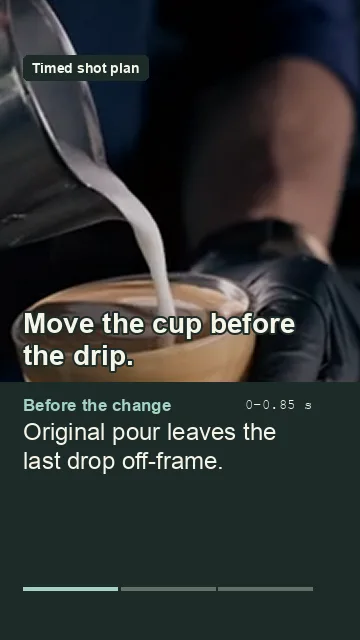 Timed shot plan
Move the cup before
the drip.
Before the change 0–0.85 s
Original pour leaves the
last drop off-frame.